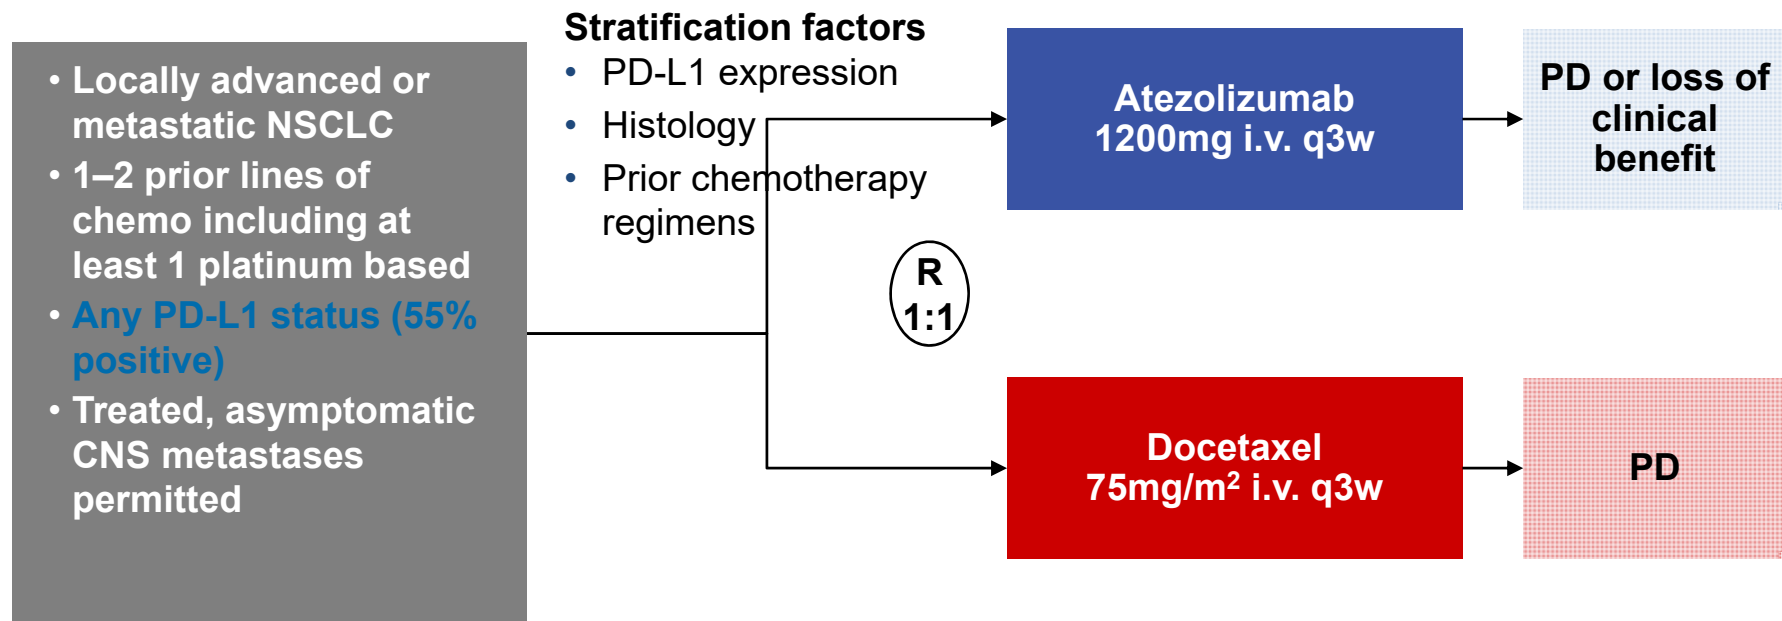 • Locally advanced or
metastatic NSCLC
• 1–2 prior lines of
chemo including at
least 1 platinum based
• Any PD-L1 status (55%
positive)
• Treated, asymptomatic
CNS metastases
permitted
Stratification factors
• PD-L1 expression
• Histology
• Prior chemotherapy
regimens
R
1:1
Atezolizumab
1200mg i.v. q3w
PD or loss of
clinical
benefit
Docetaxel
75mg/m² i.v. q3w
PD